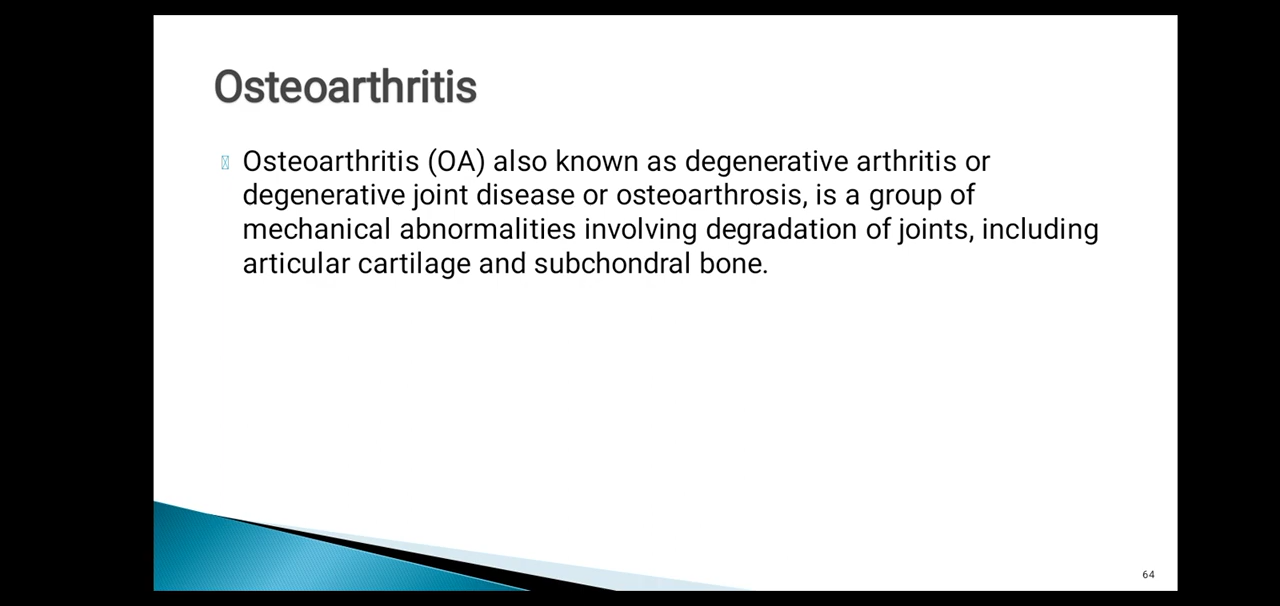 Osteoarthritis
Osteoarthritis (OA) also known as degenerative arthritis or
degenerative joint disease or osteoarthrosis, is a group of
mechanical abnormalities involving degradation of joints, including
articular cartilage and subchondral bone.
64